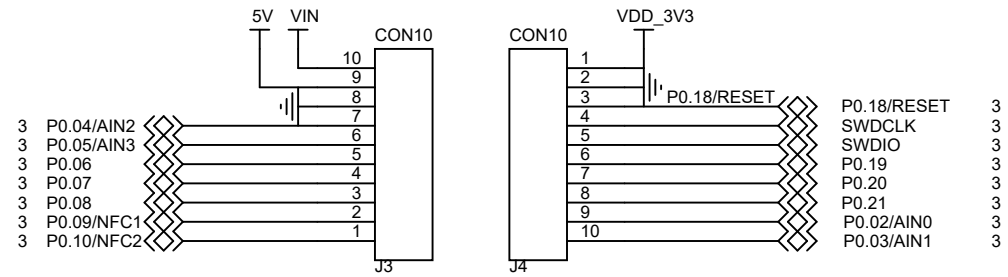 5V VIN VDD_3V3
CON10 CON10
10 1
9 2
8 3 P0.18/RESET P0.18/RESET 3
3 P0.04/AIN2 7 4 SWDCLK 3
3 P0.05/AIN3 6 5 SWDIO 3
3 P0.06 5 6 P0.19 3
3 P0.07 4 7 P0.20 3
3 P0.08 3 8 P0.21 3
3 P0.09/NFC1 2 9 P0.02/AIN0 3
3 P0.10/NFC2 1 10 P0.03/AIN1 3
J3 J4